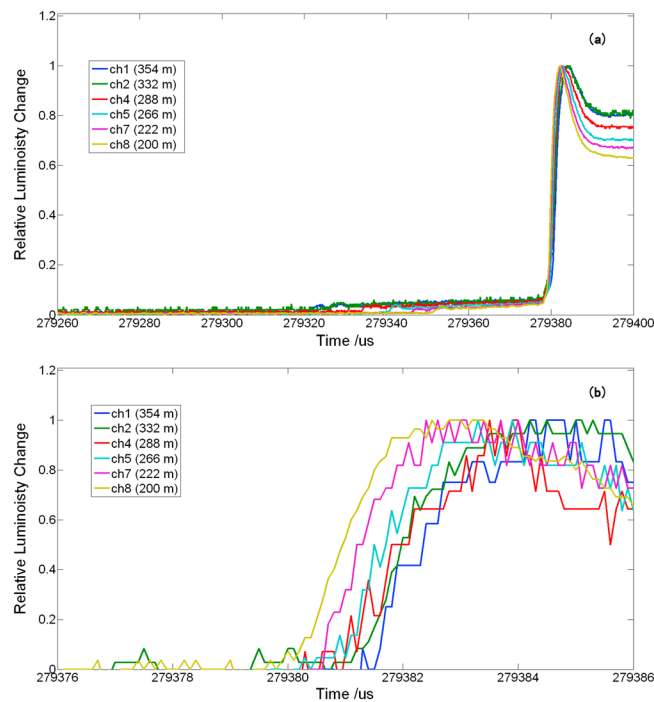 1.2
(a)
1
ch1 (354 m)
ch2 (332 m)
0.8
ch4 (288 m)
ch5 (266 m)
ch7 (222 m)
0.6
ch8 (200 m)
Relative Luminoisty Change
0.4
0.2
0
279260 279280 279300 279320 279340 279360 279380 279400
Time /us
1.2
(b)
ch1 (354 m)
1
ch2 (332 m)
ch4 (288 m)
ch5 (266 m)
0.8
ch7 (222 m)
ch8 (200 m)
0.6
Relative Luminoisty Change
0.4
0.2
0
279376 279378 279380 279382 279384 279386
Time /us